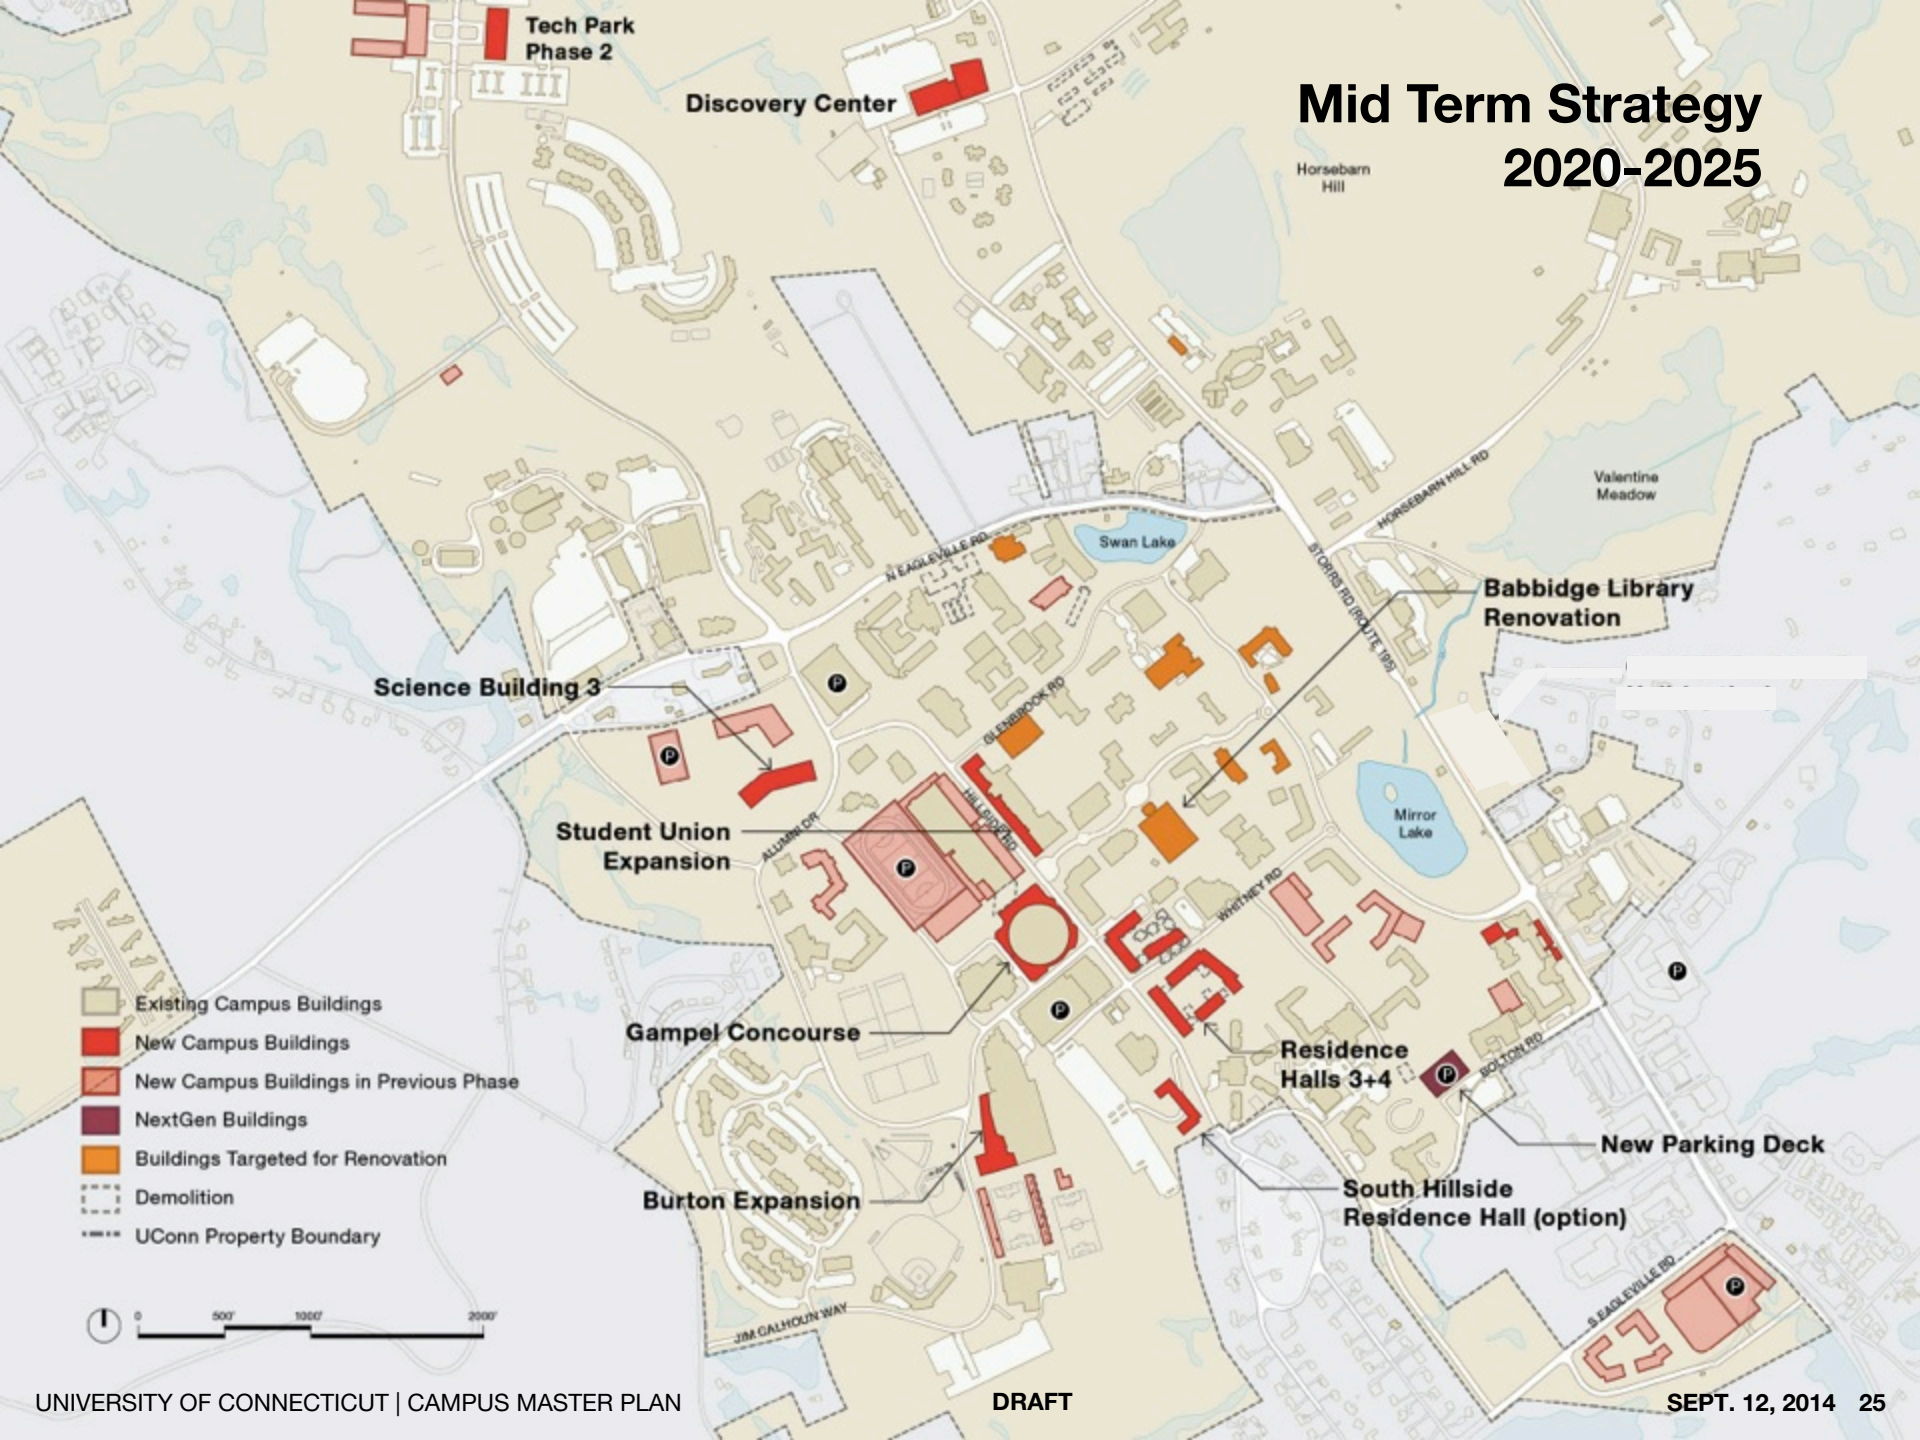 Tech Park
Phase 2
Discovery Center
Mid Term Strategy
2020-2025
Horsebarn
Hill
Valentine
Meadow
HORSEBARN HILL RD
N EAGLEVILLE RD
Swan Lake
STORRS RD (ROUTE 195)
Babbidge Library
Renovation
Science Building 3
P
P
GLENBROOK RD
HILLSIDE RD
Mirror
Lake
Student Union
Expansion
ALUMNI DR
P
WHITNEY RD
P
Gampel Concourse
P
Residence
Halls 3+4
P
BOLTON RD
New Parking Deck
Burton Expansion
South Hillside
Residence Hall (option)
JIM CALHOUN WAY
S EAGLEVILLE RD
P
Existing Campus Buildings
New Campus Buildings
New Campus Buildings in Previous Phase
NextGen Buildings
Buildings Targeted for Renovation
Demolition
UConn Property Boundary
0 500' 1000' 2000'
UNIVERSITY OF CONNECTICUT | CAMPUS MASTER PLAN
DRAFT
SEPT. 12, 2014 25